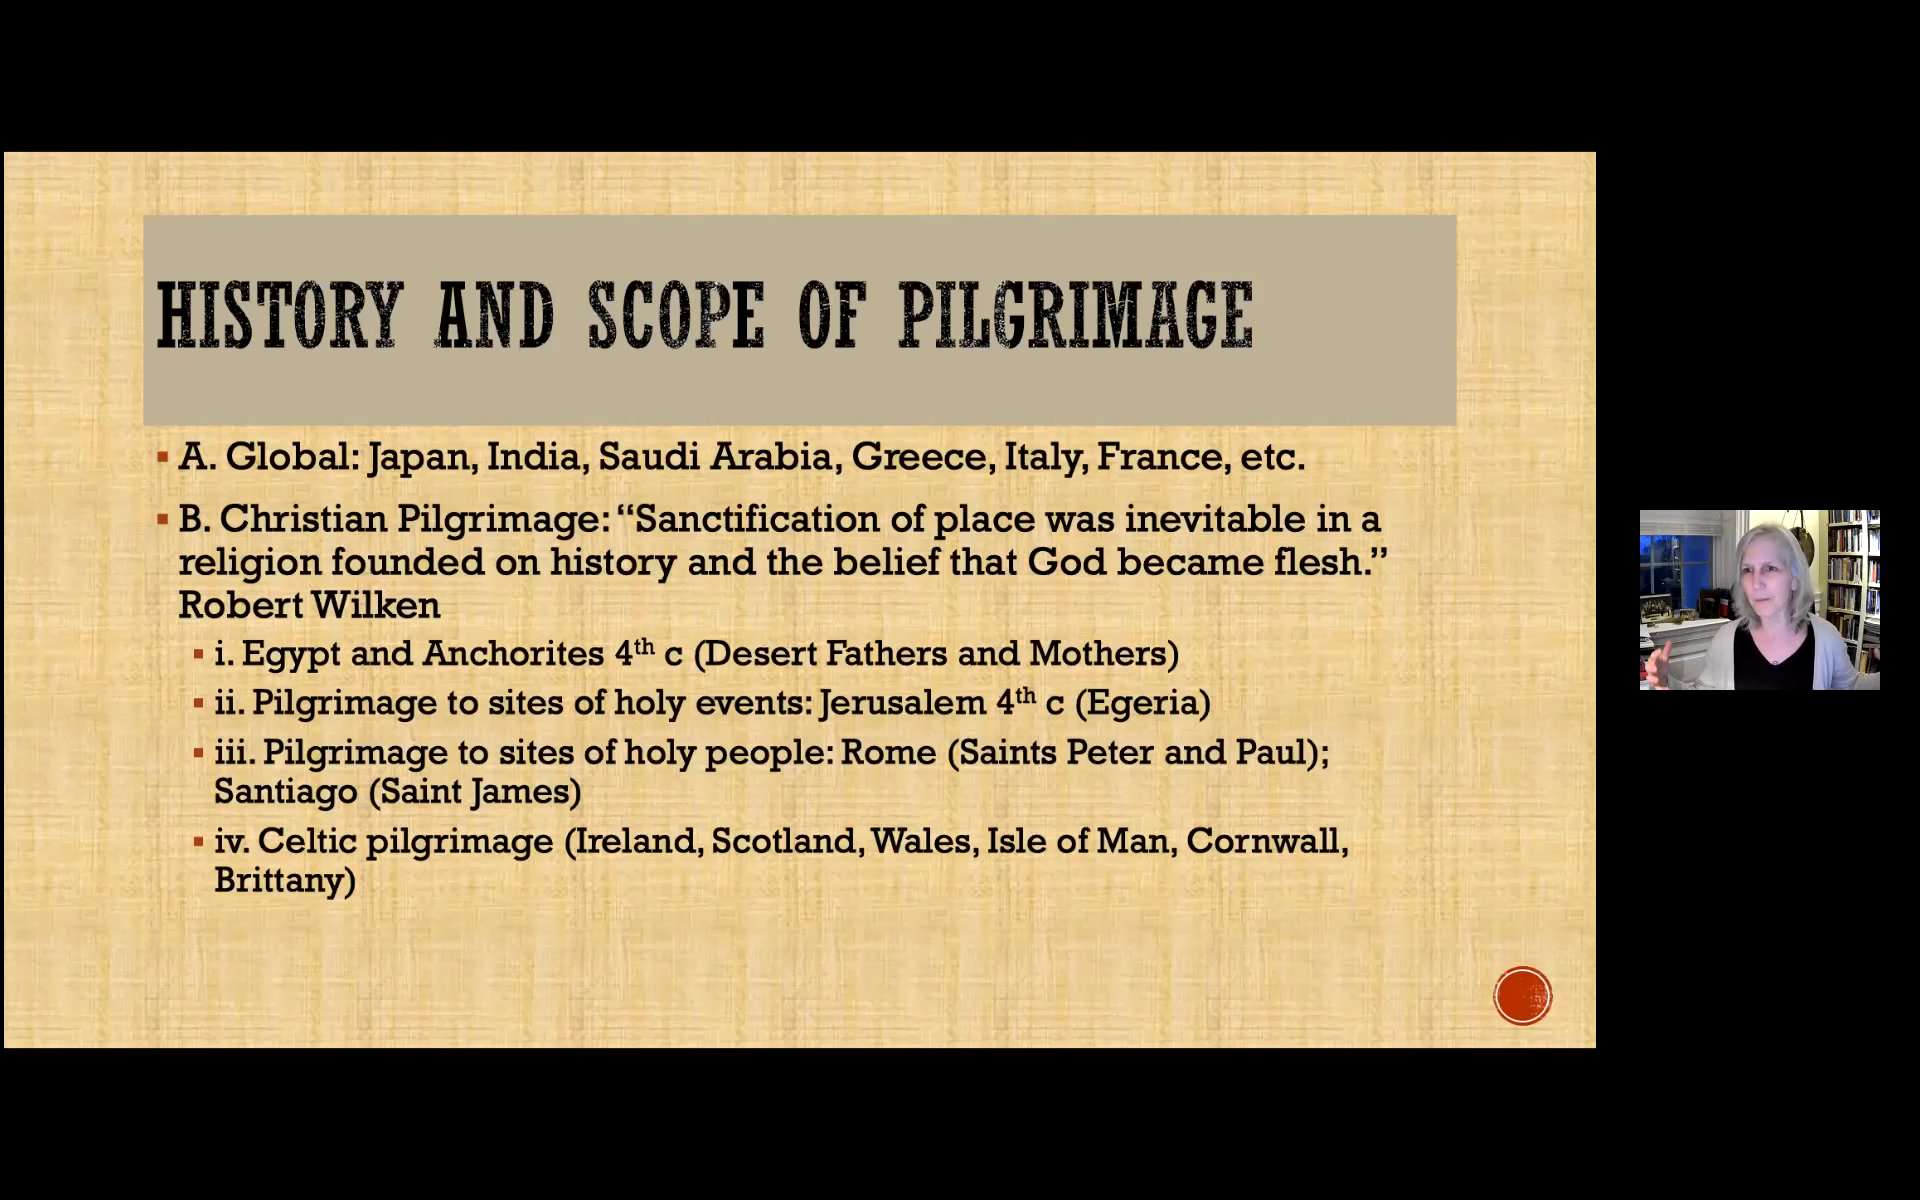 HISTORY AND SCOPE OF PILGRIMAGE
A. Global: Japan, India, Saudi Arabia, Greece, Italy, France, etc.
B. Christian Pilgrimage: “Sanctification of place was inevitable in a
religion founded on history and the belief that God became flesh.”
Robert Wilken
i. Egypt and Anchorites 4th c (Desert Fathers and Mothers)
ii. Pilgrimage to sites of holy events: Jerusalem 4th c (Egeria)
iii. Pilgrimage to sites of holy people: Rome (Saints Peter and Paul);
Santiago (Saint James)
iv. Celtic pilgrimage (Ireland, Scotland, Wales, Isle of Man, Cornwall,
Brittany)